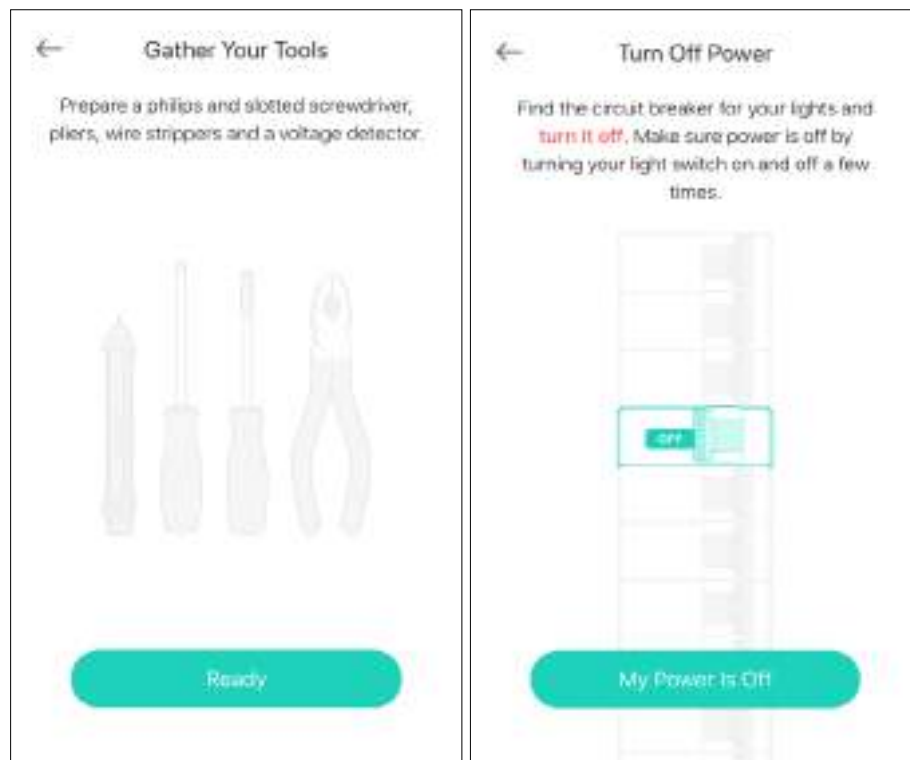 Gather Your Tools
Prepare a philips and slotted screwdriver,
pliers, wire strippers and a voltage detector.
Ready
Turn Off Power
Find the circuit breaker for your lights and
turn it off. Make sure power is off by
turning your light switch on and off a few
times.
OFF
My Power Is Off